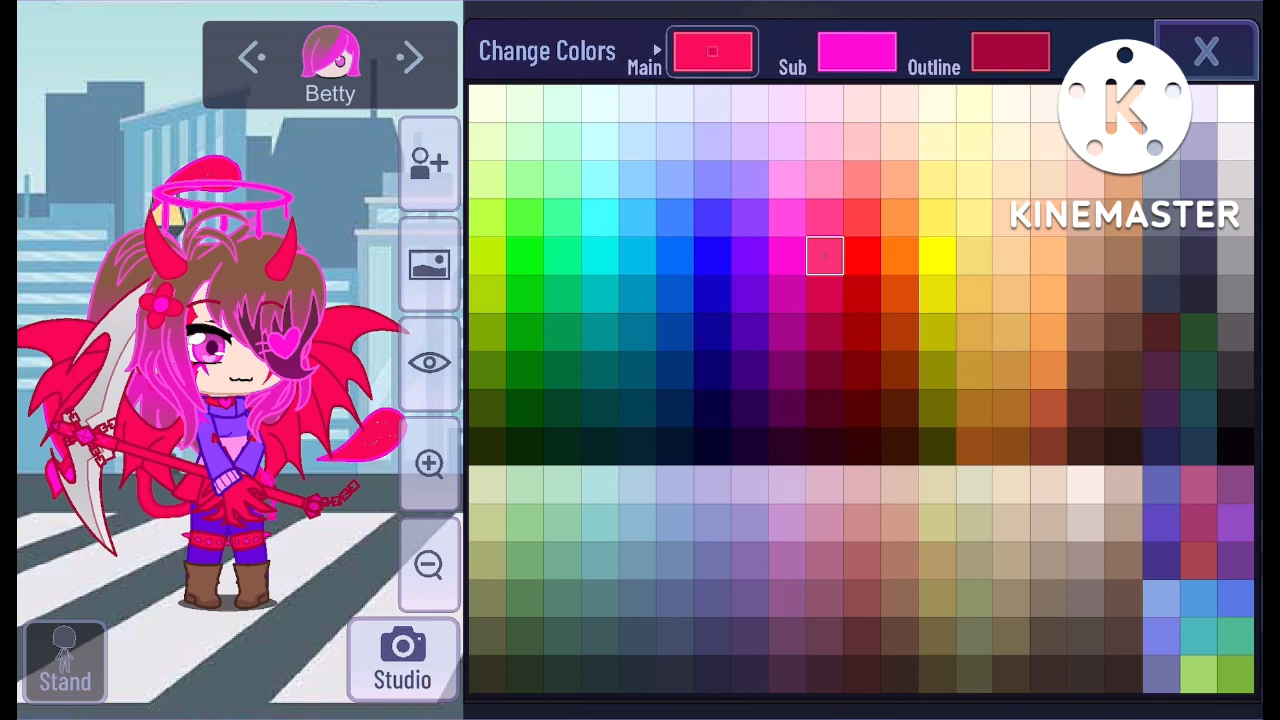 Betty
Change Colors
Main
Sub
Outline
X
K
KINEMASTER
Stand
Studio